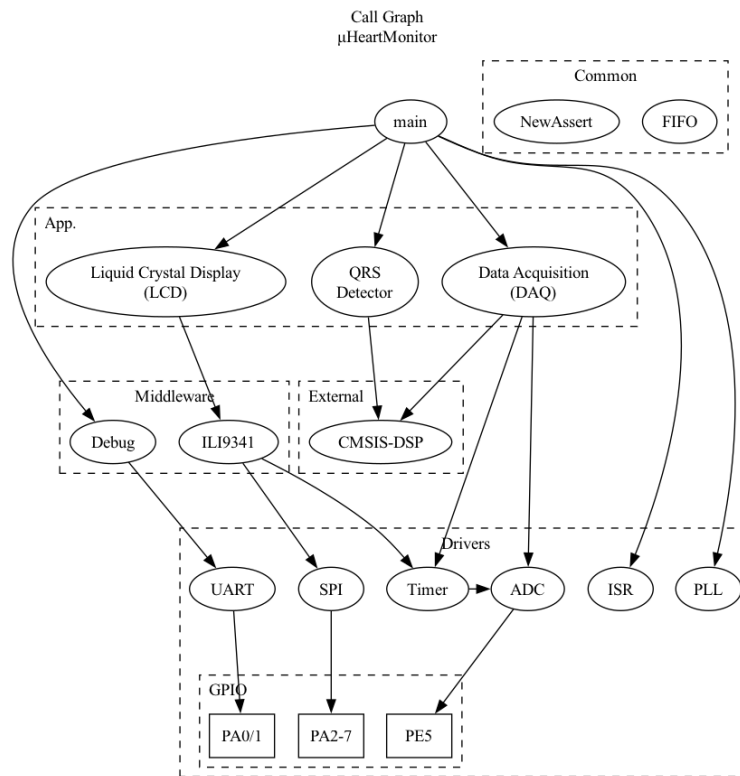 Call Graph
µHeartMonitor
Common
main
NewAssert
FIFO
App.
Liquid Crystal Display
(LCD)
QRS
Detector
Data Acquisition
(DAQ)
Middleware
External
Debug
ILI9341
CMSIS-DSP
Drivers
UART
SPI
Timer
ADC
ISR
PLL
GPIO
PA0/1
PA2-7
PE5